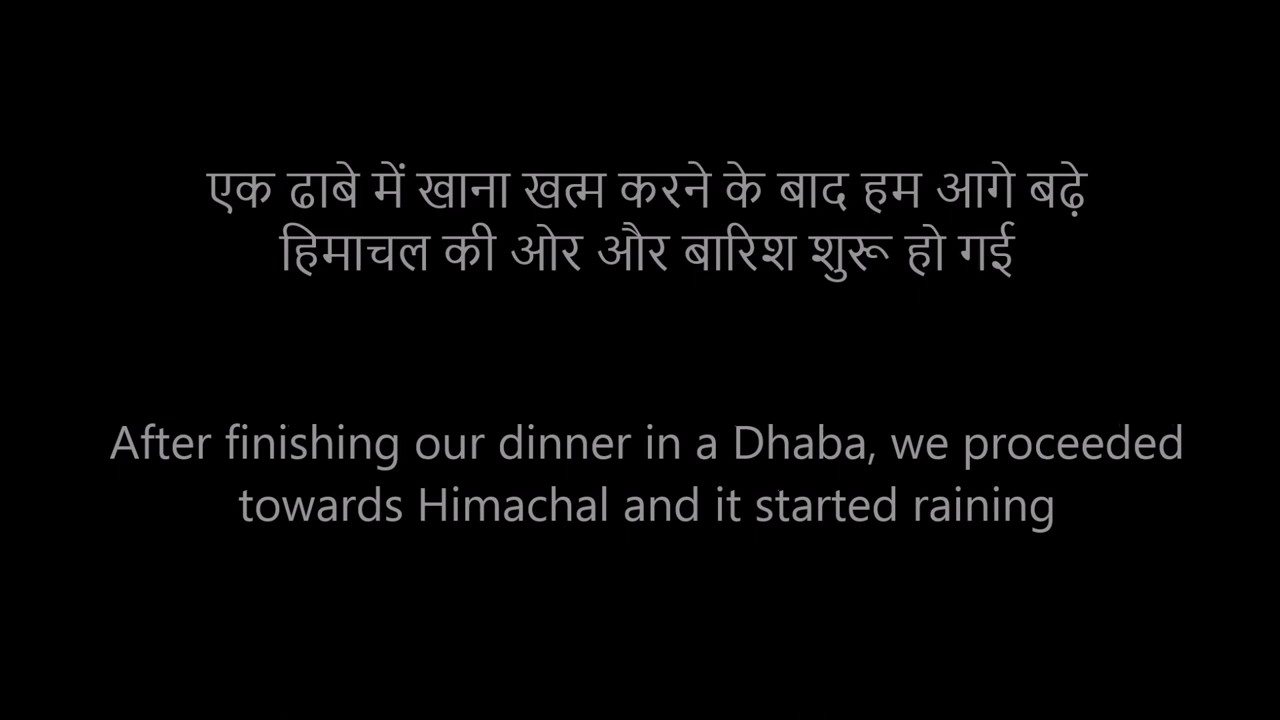 एक ढाबे में खाना खत्म करने के बाद हम आगे बढ़े
हिमाचल की ओर और बारिश शुरू हो गई
After finishing our dinner in a Dhaba, we proceeded
towards Himachal and it started raining